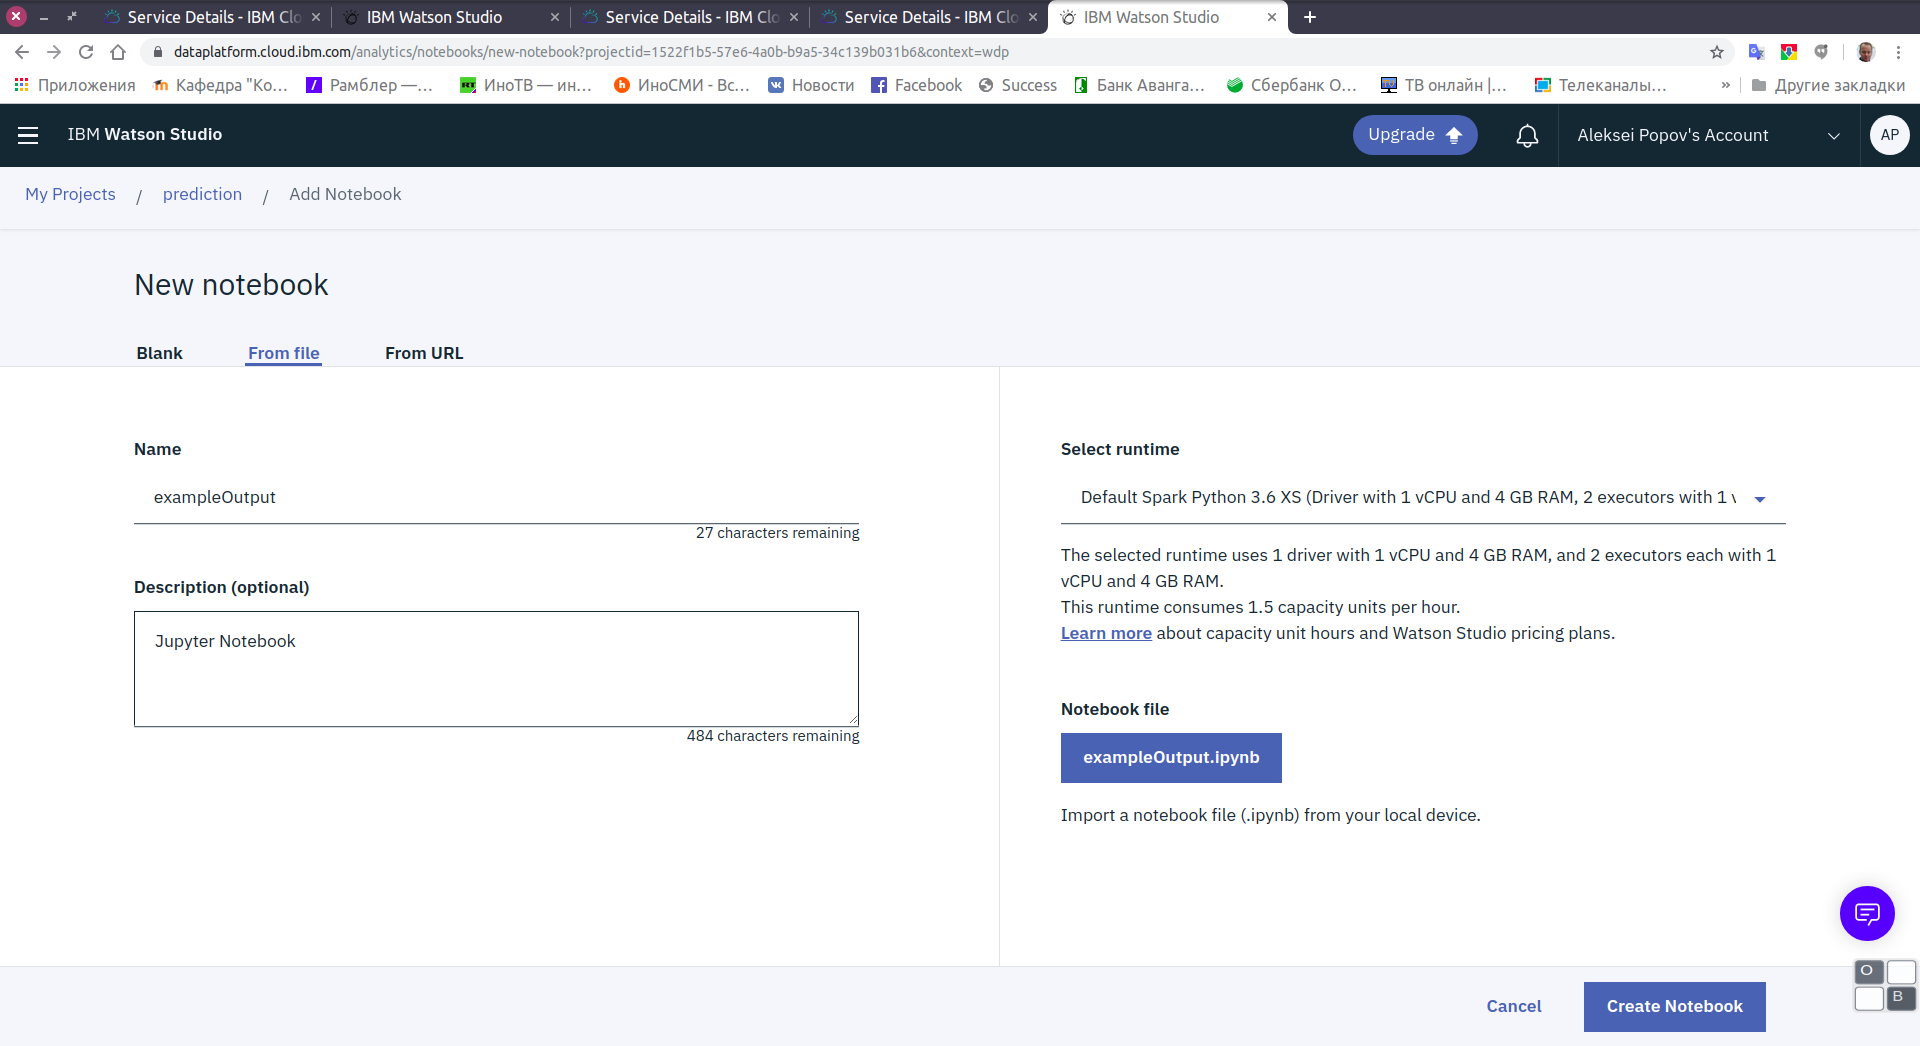 Service Details - IBM Clo
IBM Watson Studio
Service Details - IBM Clo
Service Details - IBM Clo
IBM Watson Studio
dataplatform.cloud.ibm.com/analytics/notebooks/new-notebook?projectid=1522f1b5-57e6-4a0b-b9a5-34c139b031b6&context=wdp
Приложения
Кафедра "Ко...
Рамблер —...
ИноТВ — ин...
ИноСМИ - Вс...
Новости
Facebook
Success
Банк Аванга...
Сбербанк О...
ТВ онлайн |...
Телеканалы...
»
Другие закладки
IBM Watson Studio
Upgrade
Aleksei Popov's Account
AP
My Projects / prediction / Add Notebook
New notebook
Blank
From file
From URL
Name
exampleOutput
27 characters remaining
Description (optional)
Jupyter Notebook
484 characters remaining
Select runtime
Default Spark Python 3.6 XS (Driver with 1 vCPU and 4 GB RAM, 2 executors with 1 v
The selected runtime uses 1 driver with 1 vCPU and 4 GB RAM, and 2 executors each with 1
vCPU and 4 GB RAM.
This runtime consumes 1.5 capacity units per hour.
Learn more about capacity unit hours and Watson Studio pricing plans.
Notebook file
exampleOutput.ipynb
Import a notebook file (.ipynb) from your local device.
O
B
Cancel
Create Notebook